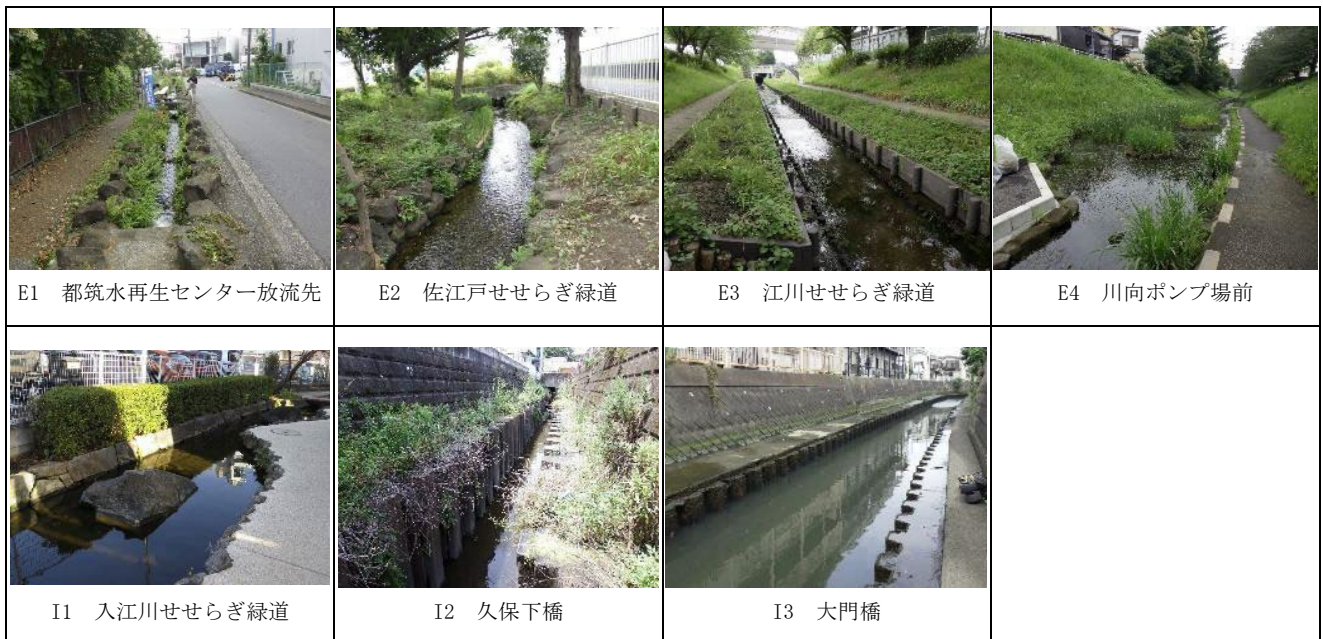 E1 都筑水再生センター放流先
E2 佐江戸せせらぎ緑道
E3 江川せせらぎ緑道
E4 川向ポンプ場前
I1 入江川せせらぎ緑道
I2 久保下橋
I3 大門橋